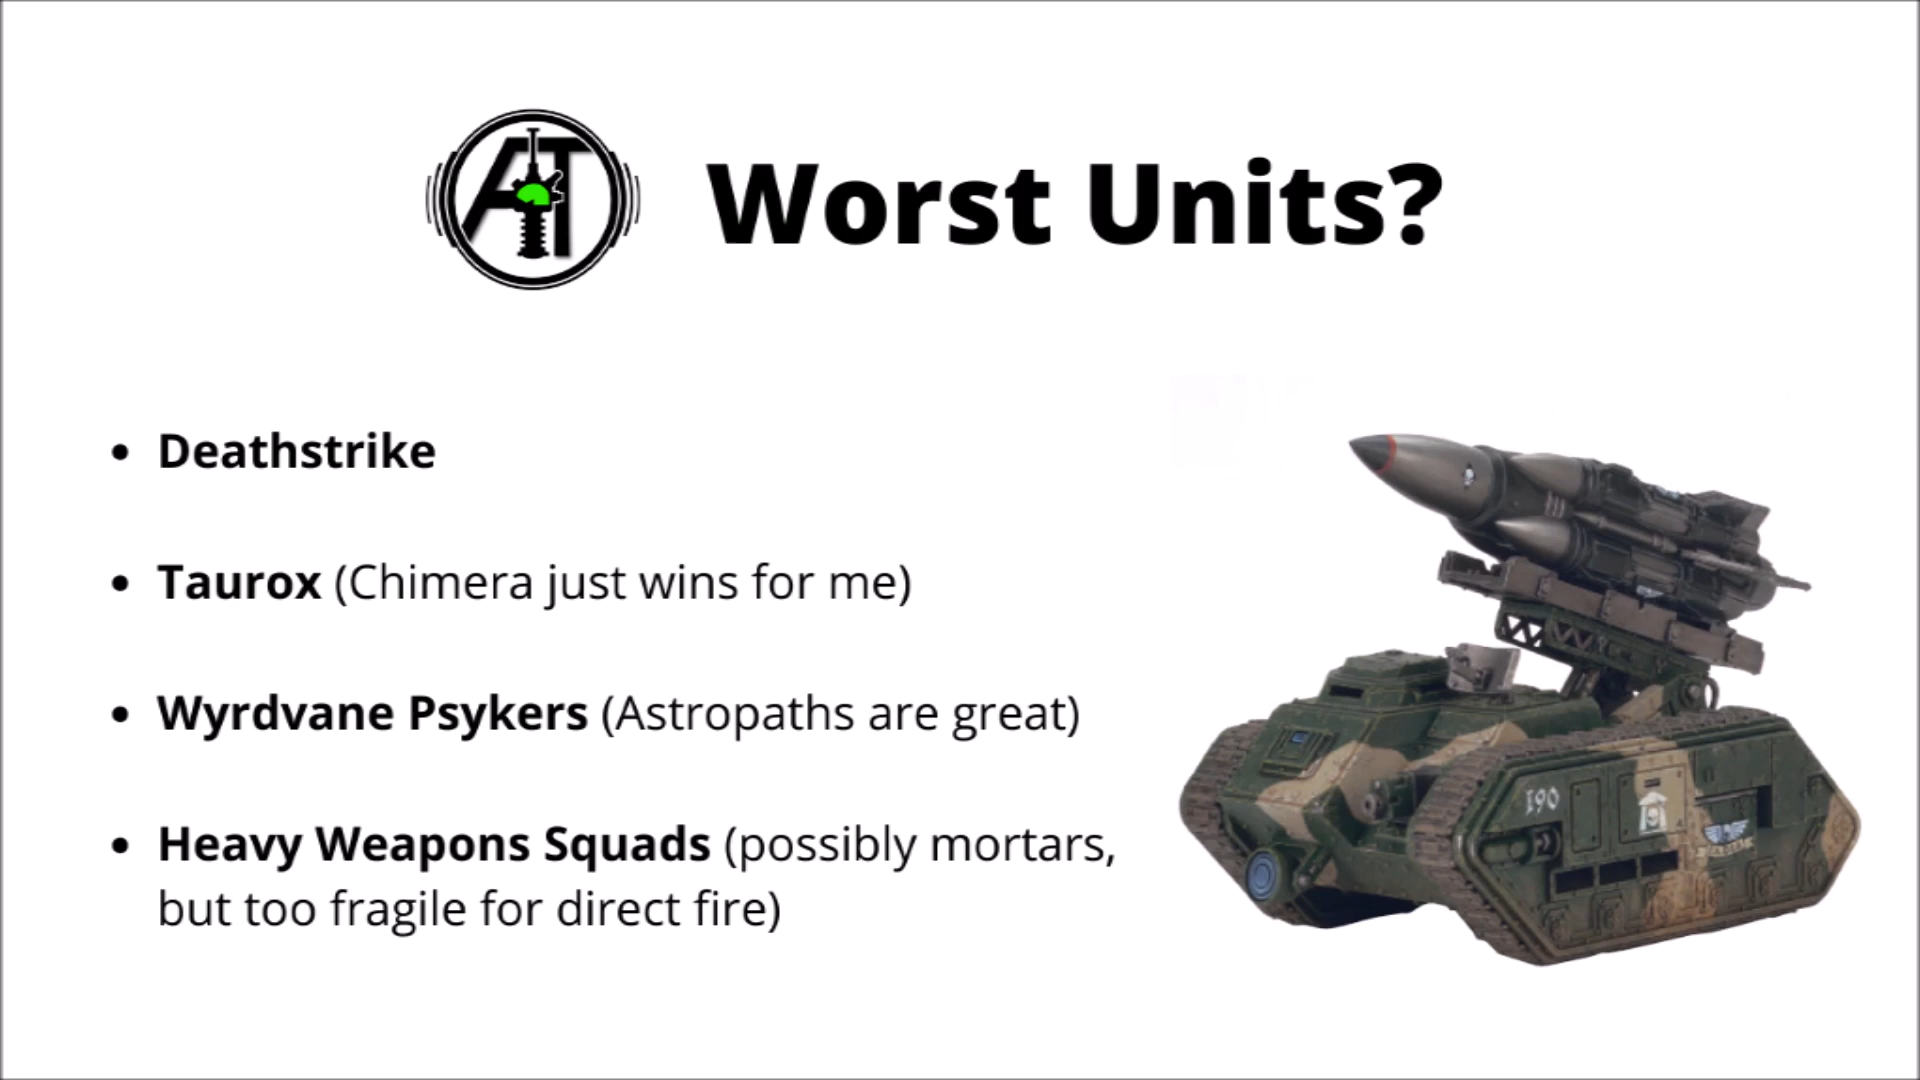 AT
Worst Units?
• Deathstrike
• Taurox (Chimera just wins for me)
• Wyrdvane Psykers (Astropaths are great)
• Heavy Weapons Squads (possibly mortars,
but too fragile for direct fire)
190